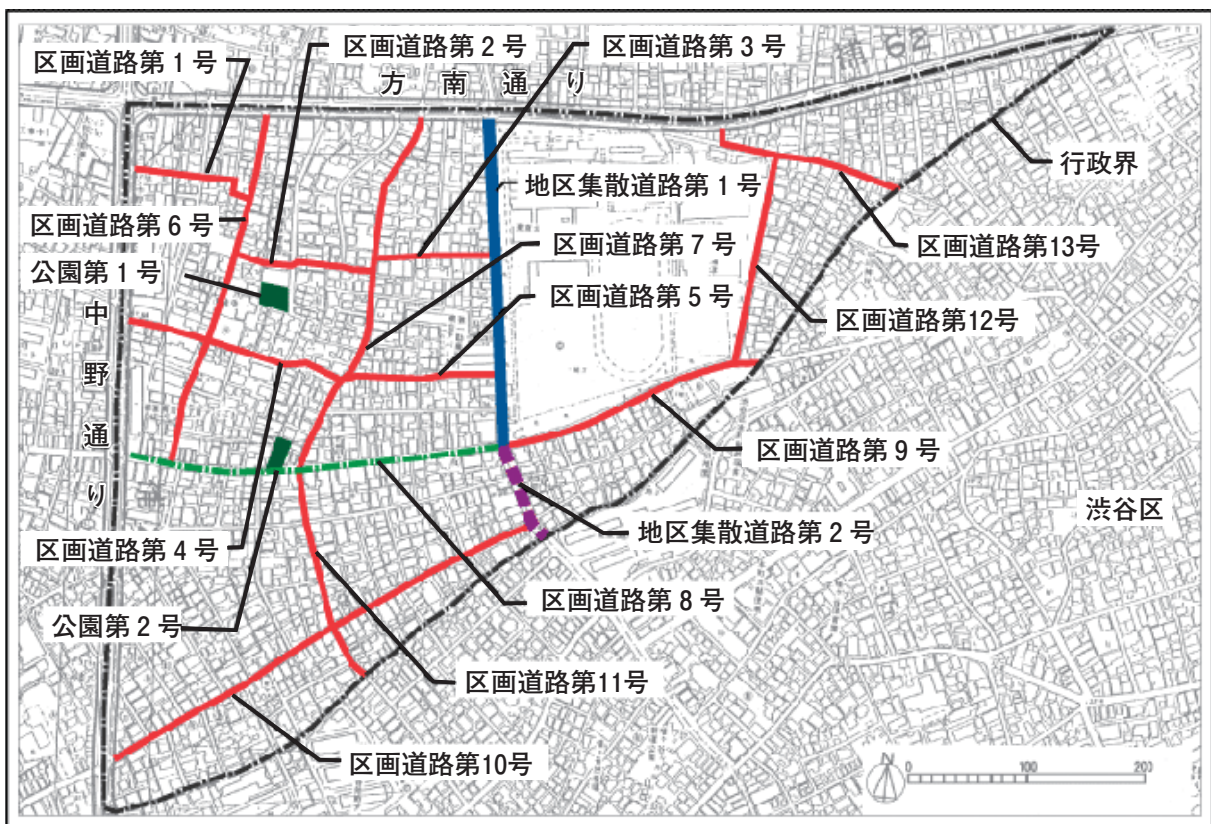 区画道路第２号
区画道路第３号
区画道路第１号
方南通り
行政界
地区集散道路第１号
区画道路第６号
区画道路第７号
区画道路第13号
公園第１号
区画道路第５号
区画道路第12号
中野通り
区画道路第９号
渋谷区
地区集散道路第２号
区画道路第４号
区画道路第８号
公園第２号
区画道路第11号
区画道路第10号
N
0 100 200